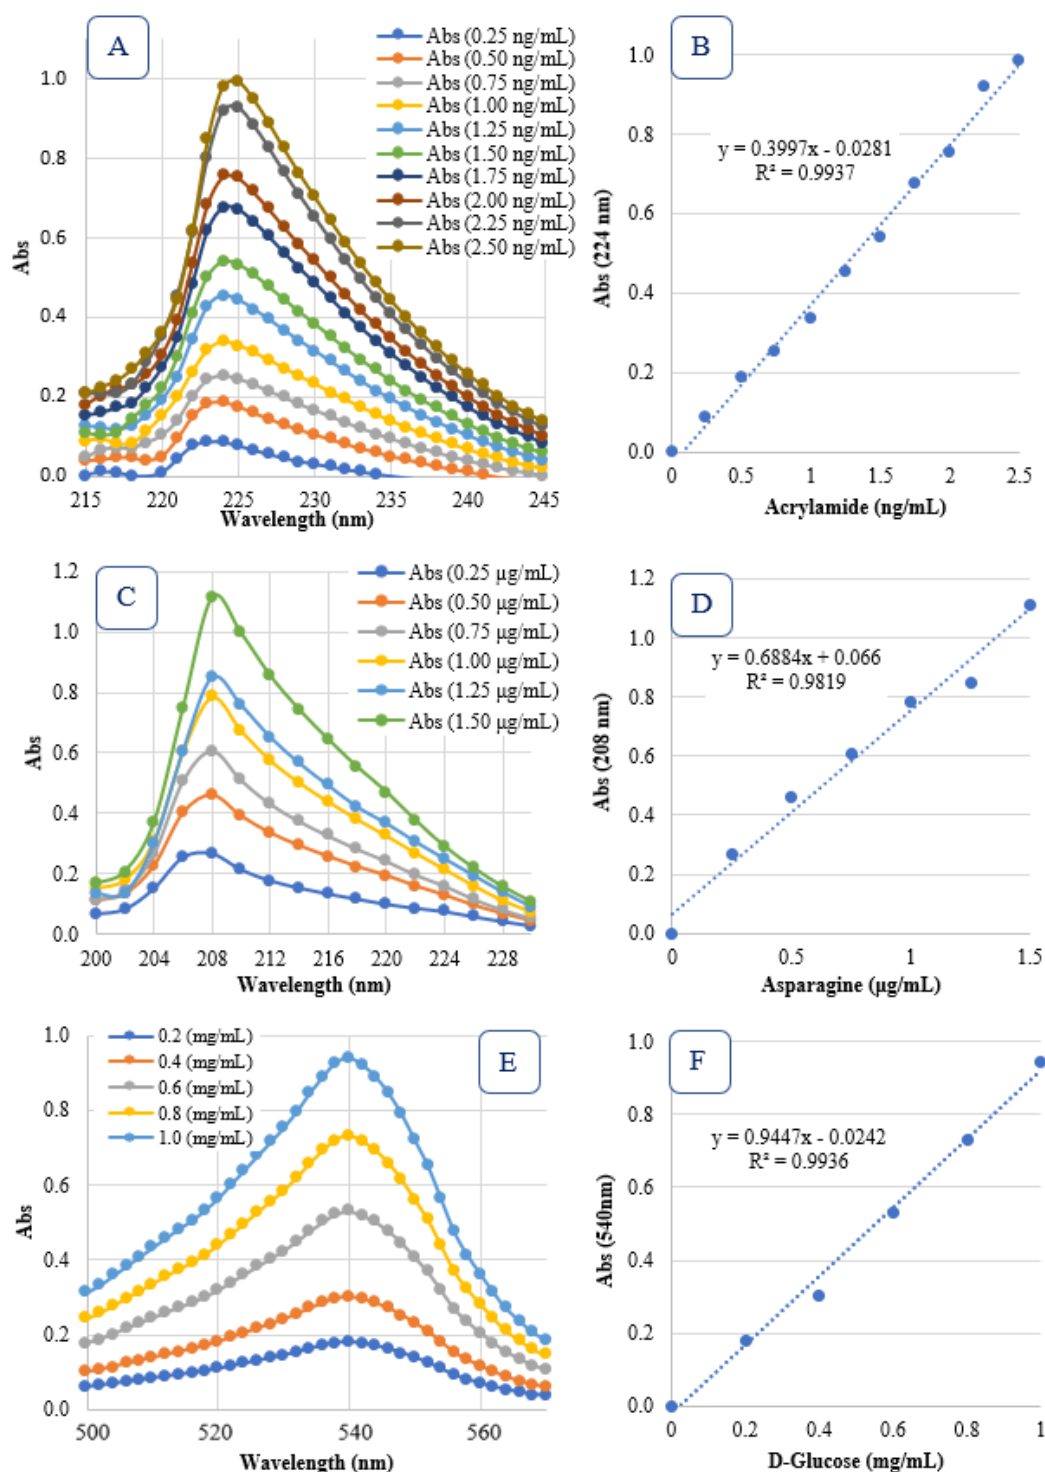 A
Abs (0.25 ng/mL)
Abs (0.50 ng/mL)
Abs (0.75 ng/mL)
Abs (1.00 ng/mL)
Abs (1.25 ng/mL)
Abs (1.50 ng/mL)
Abs (1.75 ng/mL)
Abs (2.00 ng/mL)
Abs (2.25 ng/mL)
Abs (2.50 ng/mL)
1.0
0.8
0.6
0.4
0.2
0.0
Abs
215 220 225 230 235 240 245
Wavelength (nm)
B
1.0
0.8
0.6
0.4
0.2
0.0
Abs (224 nm)
y = 0.3997x - 0.0281
R² = 0.9937
0 0.5 1 1.5 2 2.5
Acrylamide (ng/mL)
C
Abs (0.25 µg/mL)
Abs (0.50 µg/mL)
Abs (0.75 µg/mL)
Abs (1.00 µg/mL)
Abs (1.25 µg/mL)
Abs (1.50 µg/mL)
1.2
1.0
0.8
0.6
0.4
0.2
0.0
Abs
200 204 208 212 216 220 224 228
Wavelength (nm)
D
1.2
1.0
0.8
0.6
0.4
0.2
0.0
Abs (208 nm)
y = 0.6884x + 0.066
R² = 0.9819
0 0.5 1 1.5
Asparagine (µg/mL)
E
0.2 (mg/mL)
0.4 (mg/mL)
0.6 (mg/mL)
0.8 (mg/mL)
1.0 (mg/mL)
1.0
0.8
0.6
0.4
0.2
0.0
Abs
500 520 540 560
Wavelength (nm)
F
1.0
0.8
0.6
0.4
0.2
0.0
Abs (540nm)
y = 0.9447x - 0.0242
R² = 0.9936
0 0.2 0.4 0.6 0.8 1
D-Glucose (mg/mL)